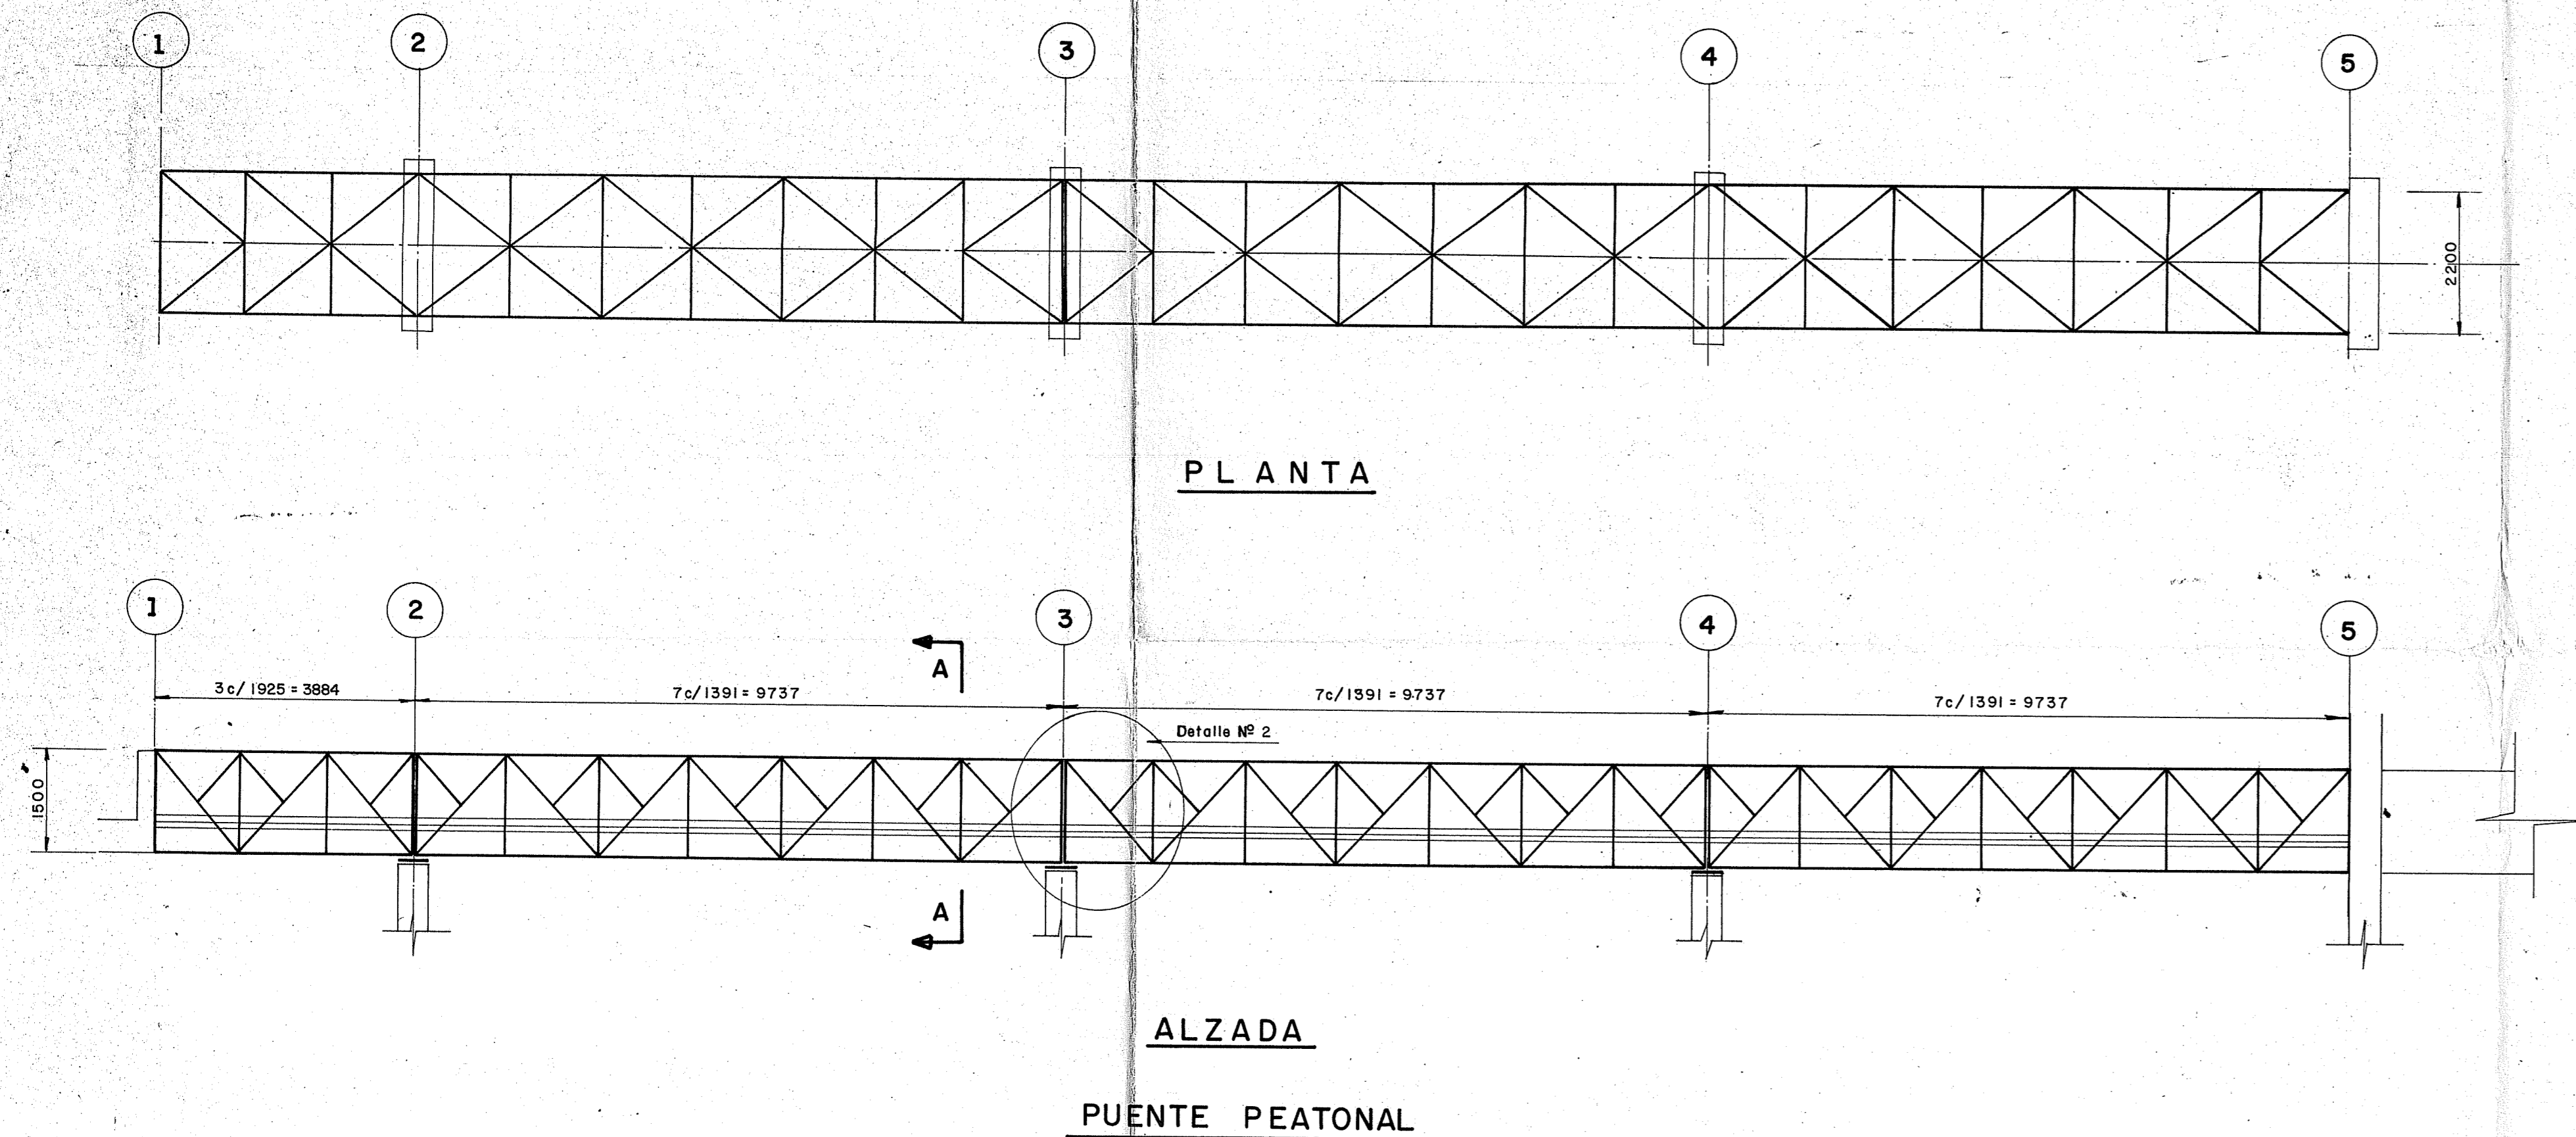 1 2 3 4 5
2200
PLANTA
1 2 3 4 5
A
3c/1925 = 3884 7c/1391 = 9737 7c/1391 = 9737 7c/1391 = 9737
Detalle Nº 2
1500
A
ALZADA
PUENTE PEATONAL